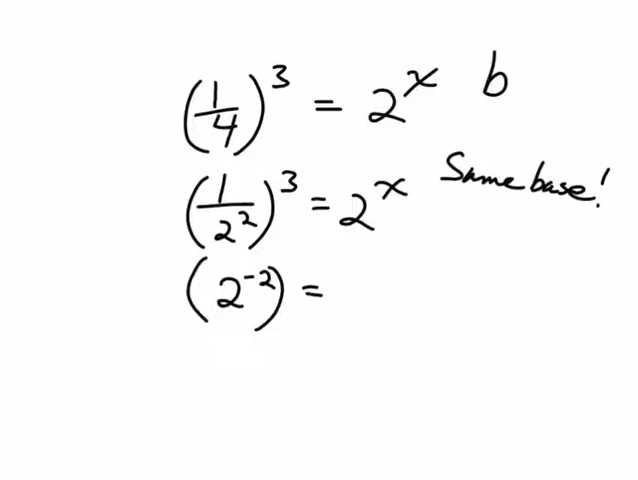 (1/4)^3 = 2^x b
(1/2^2)^3 = 2^x Same base!
(2^-2) =